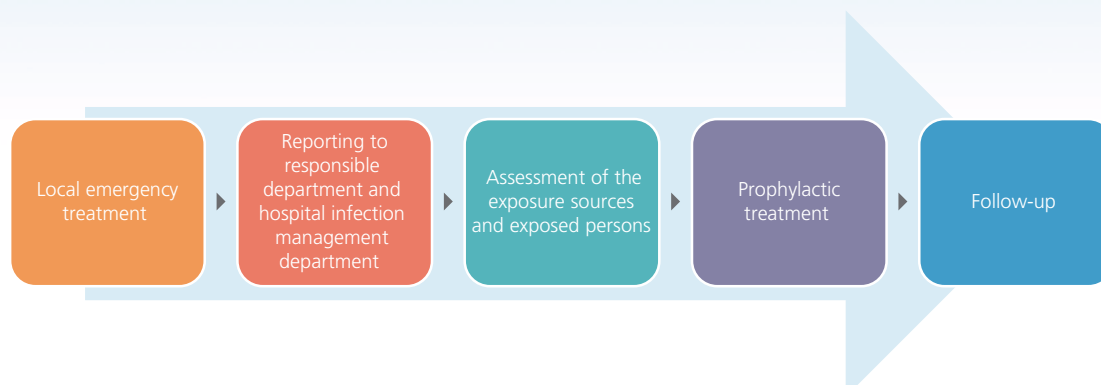 Local emergency
treatment
Reporting to
responsible
department and
hospital infection
management
department
Assessment of the
exposure sources
and exposed persons
Prophylactic
treatment
Follow-up